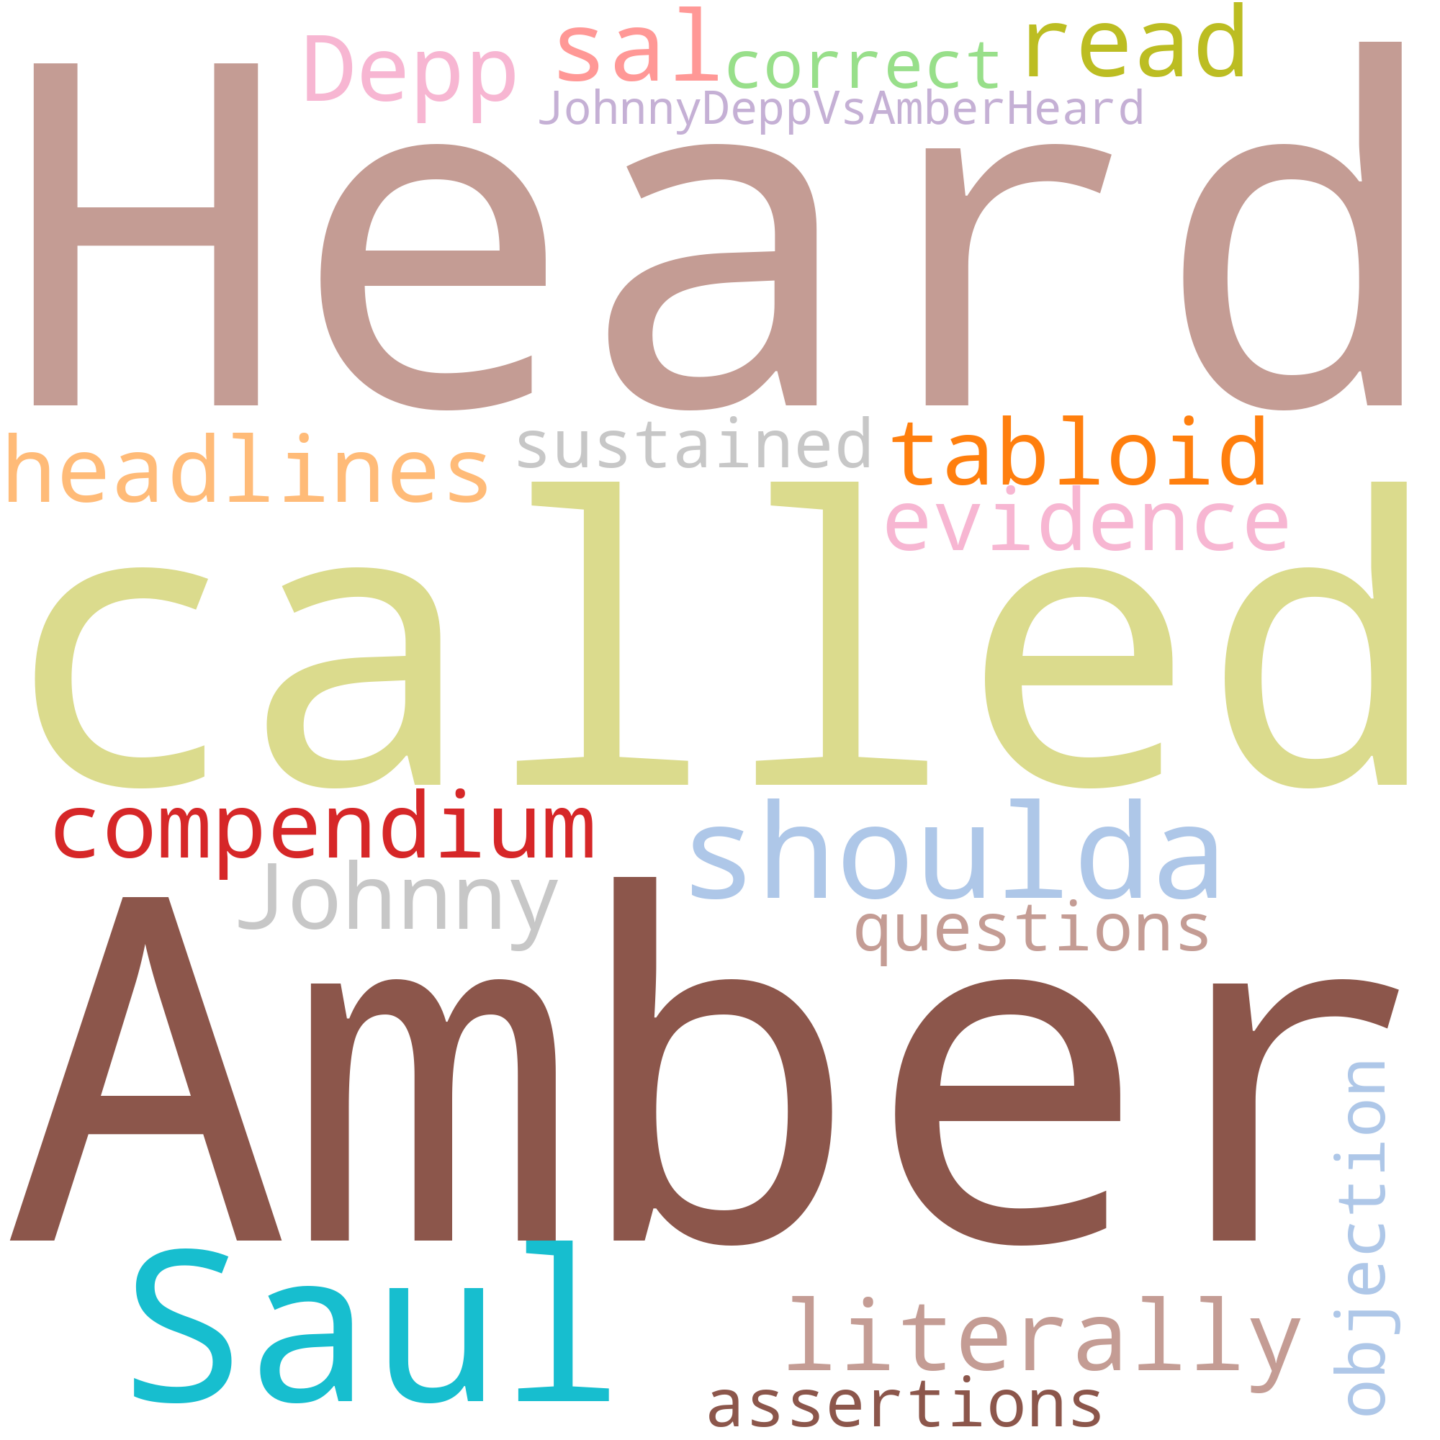 Depp sal correct read
JohnnyDeppVsAmberHeard
Heard
headlines sustained tabloid
evidence
called
compendium shoulda
Johnny questions
Amber
objection
Saul literally
assertions